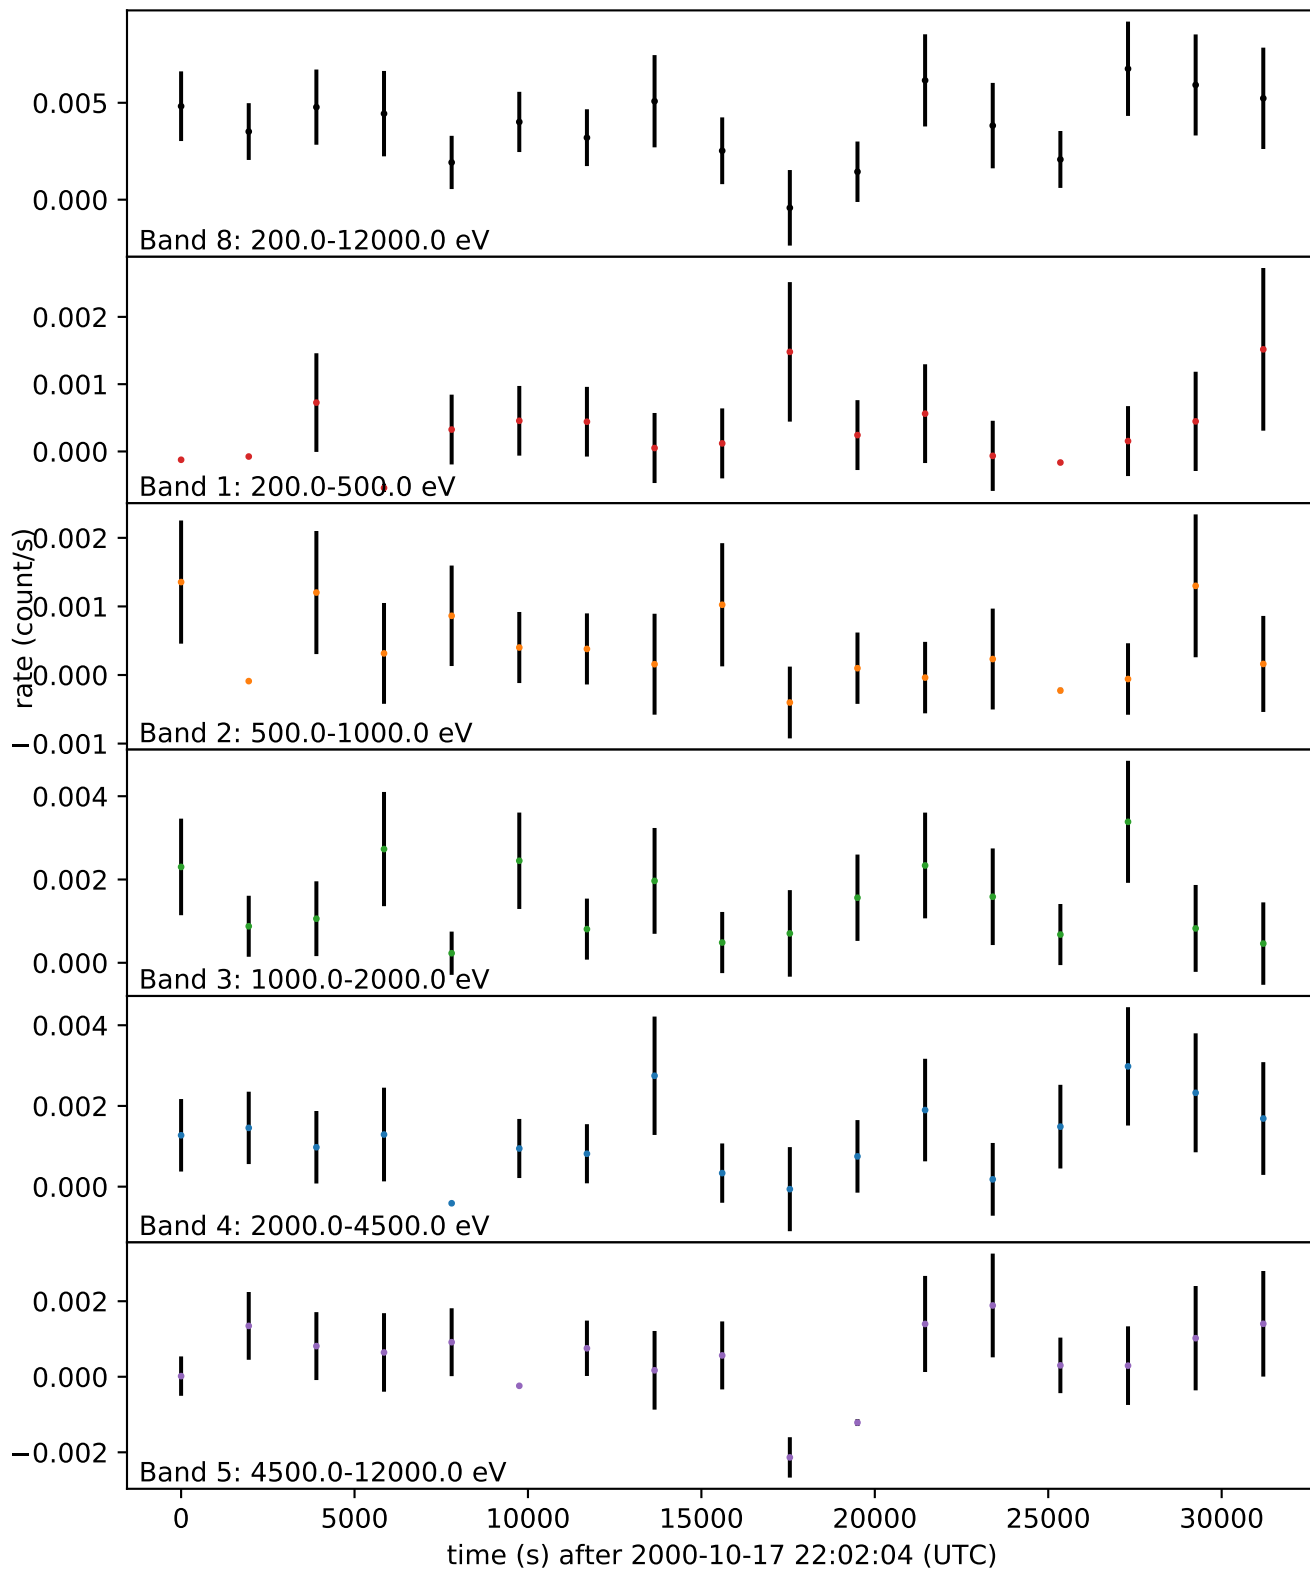 0.005
0.000
Band 8: 200.0-12000.0 eV
0.002
0.001
0.000
Band 1: 200.0-500.0 eV
rate (count/s)
0.002
0.001
0.000
−0.001
Band 2: 500.0-1000.0 eV
0.004
0.002
0.000
Band 3: 1000.0-2000.0 eV
0.004
0.002
0.000
Band 4: 2000.0-4500.0 eV
0.002
0.000
−0.002
Band 5: 4500.0-12000.0 eV
0 5000 10000 15000 20000 25000 30000
time (s) after 2000-10-17 22:02:04 (UTC)